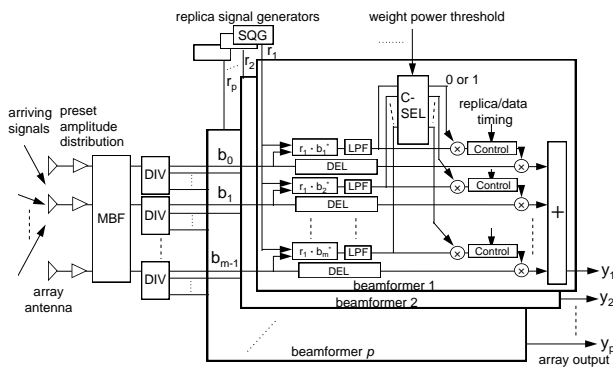 replica signal generators
weight power threshold
SQG
r1
r2
rp
0 or 1
C-
SEL
replica/data
timing
arriving
signals
preset
amplitude
distribution
b0
r1 · b1*
LPF
Control
DEL
DIV
b1
r1 · b2*
LPF
Control
DEL
MBF
DIV
+
r1 · bm*
LPF
Control
bm-1
DEL
DIV
y1
beamformer 1
array
antenna
beamformer 2
y2
beamformer p
yp
array output